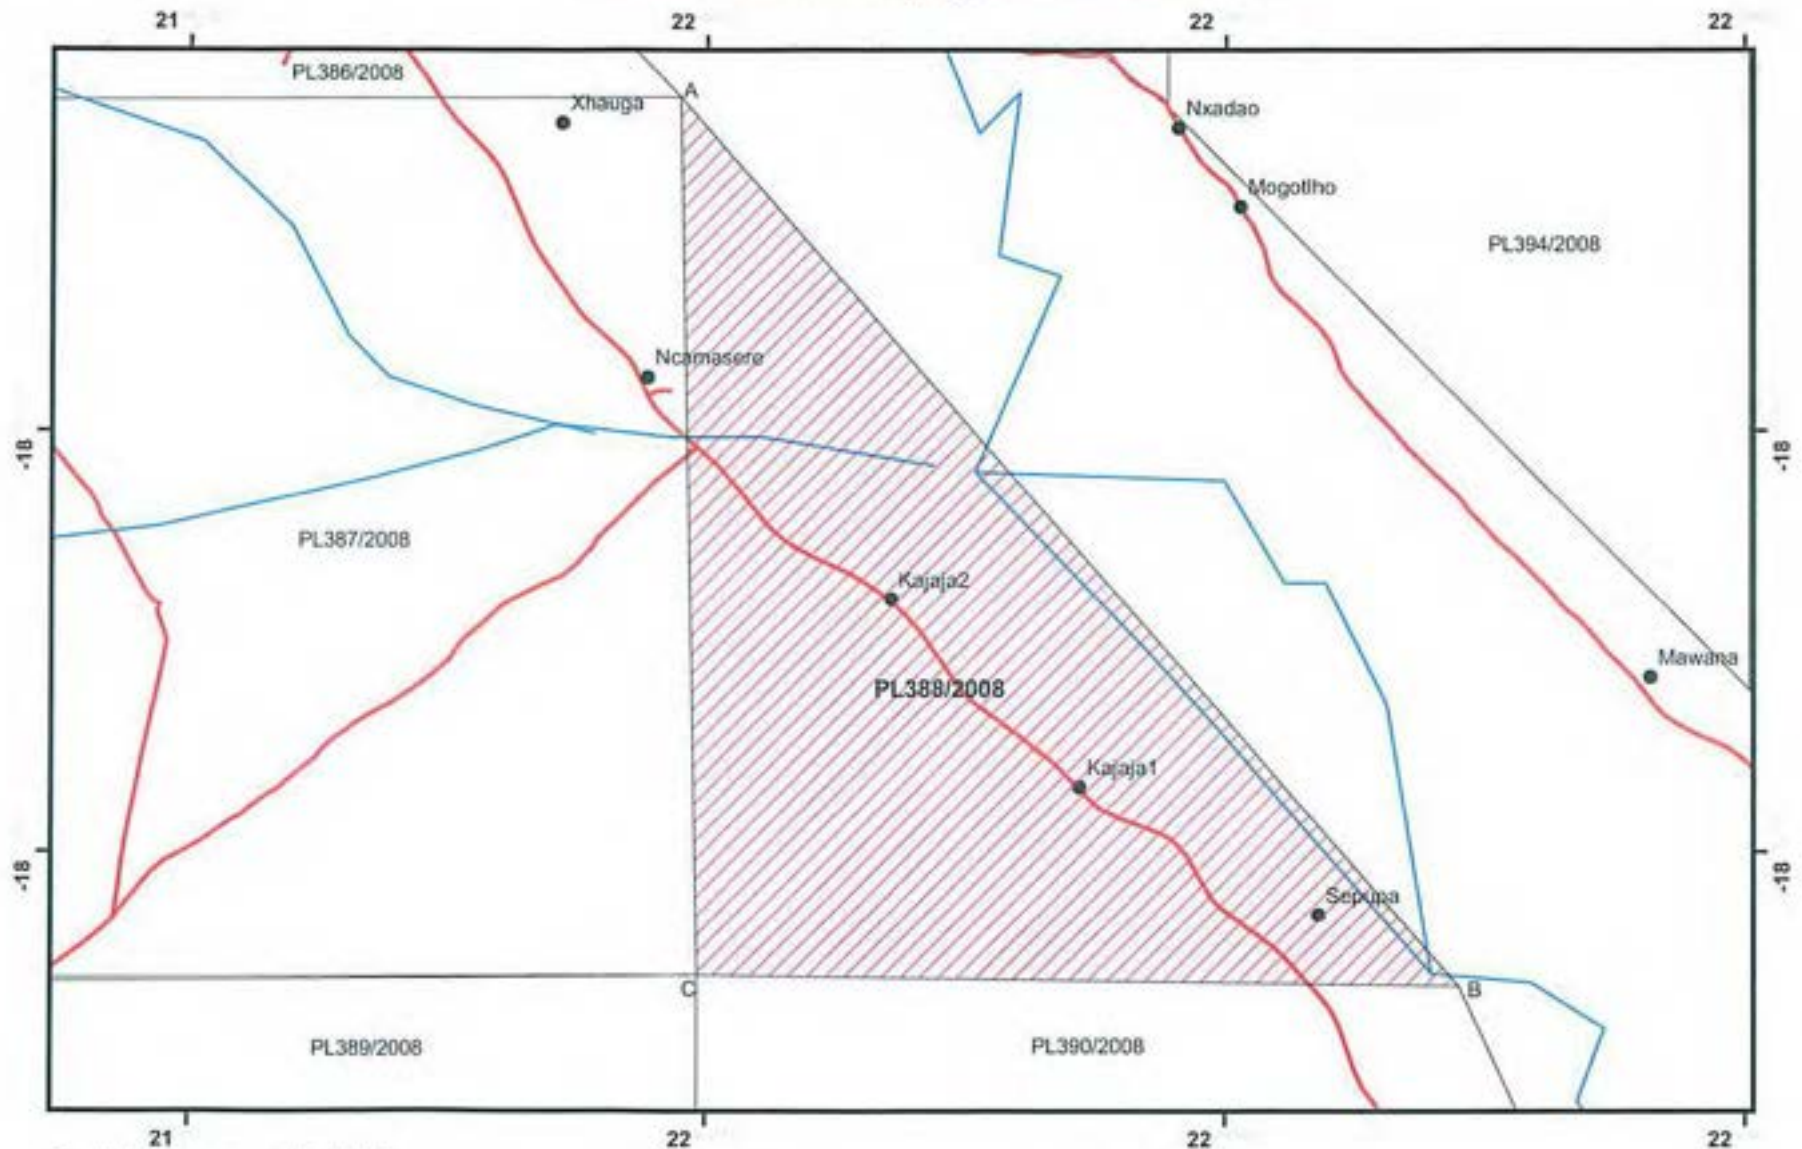 21 22 22 22
PL386/2008
A
Xhauga
Nxadao
Mogotlho
PL394/2008
Ncamasere
-18 -18
PL387/2008
Kajaja2
Mawana
PL388/2008
Kajaja1
-18 -18
Sepupa
C B
PL389/2008 PL390/2008
21 22 22 22